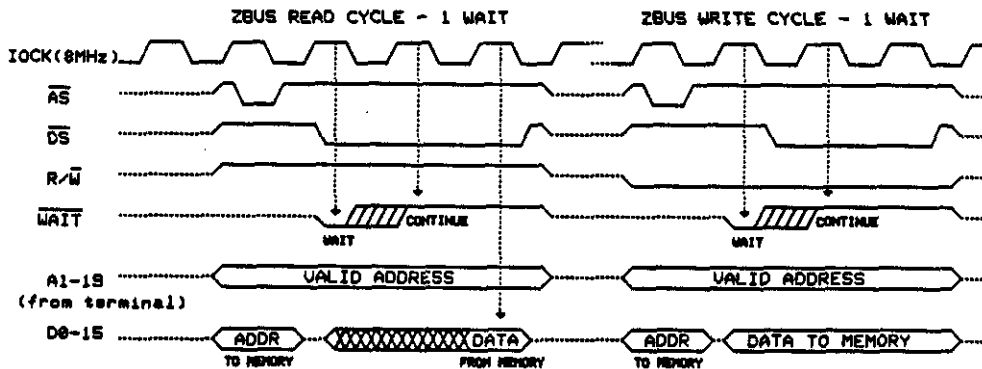 ZBUS READ CYCLE - 1 WAIT
ZBUS WRITE CYCLE - 1 WAIT
IOCK(8MHz)
AS
DS
R/W
WAIT
WAIT
CONTINUE
WAIT
CONTINUE
A1-19
(from terminal)
VALID ADDRESS
VALID ADDRESS
D0-15
ADDR
DATA
ADDR
DATA TO MEMORY
TO MEMORY
FROM MEMORY
TO MEMORY